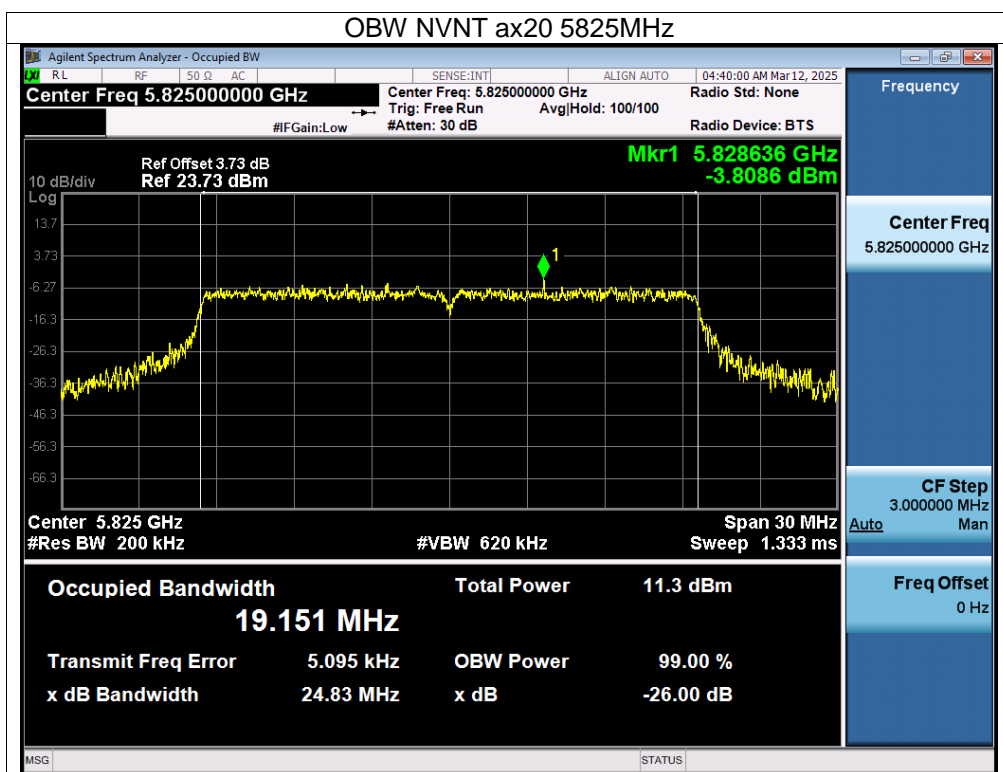 OBW NVNT ax20 5825MHz
Agilent Spectrum Analyzer - Occupied BW
LXI RL RF 50 Ω AC SENSE:INT ALIGN AUTO 04:40:00 AM Mar 12, 2025
Center Freq 5.825000000 GHz
Center Freq: 5.825000000 GHz
Radio Std: None
Trig: Free Run Avg|Hold: 100/100
#IFGain:Low
#Atten: 30 dB
Radio Device: BTS
Frequency
Mkr1 5.828636 GHz
-3.8086 dBm
Ref Offset 3.73 dB
10 dB/div Ref 23.73 dBm
Log
13.7
3.73
-6.27
-16.3
-26.3
-36.3
-46.3
-56.3
-66.3
1
Center 5.825 GHz
Span 30 MHz
#Res BW 200 kHz
#VBW 620 kHz
Sweep 1.333 ms
Center Freq
5.825000000 GHz
CF Step
3.000000 MHz
Auto Man
Freq Offset
0 Hz
Occupied Bandwidth
19.151 MHz
Total Power 11.3 dBm
Transmit Freq Error 5.095 kHz OBW Power 99.00 %
x dB Bandwidth 24.83 MHz x dB -26.00 dB
MSG STATUS